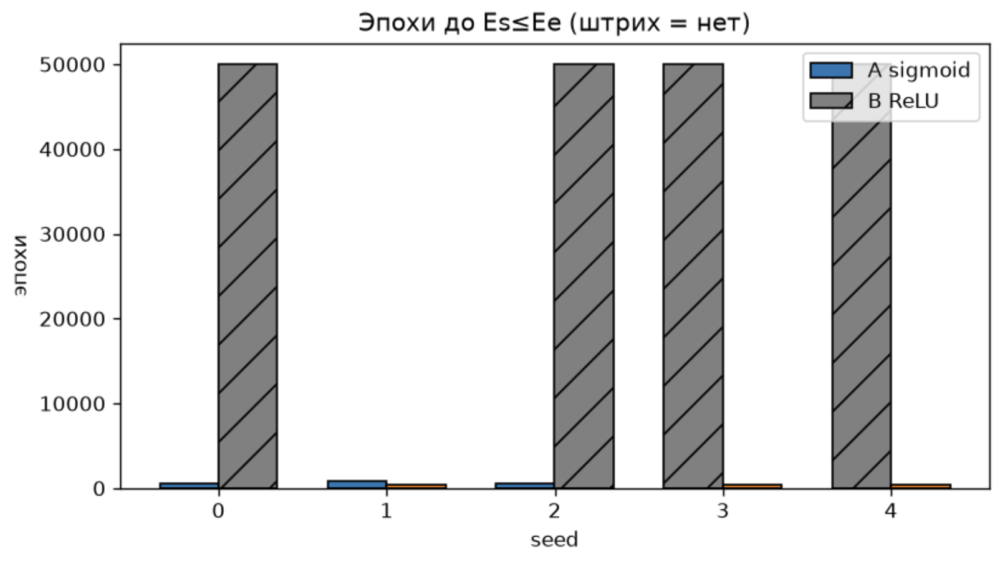 Эпохи до Es≤Ee (штрих = нет)
50000
40000
30000
20000
10000
0
эпохи
A sigmoid
B ReLU
0 1 2 3 4
seed